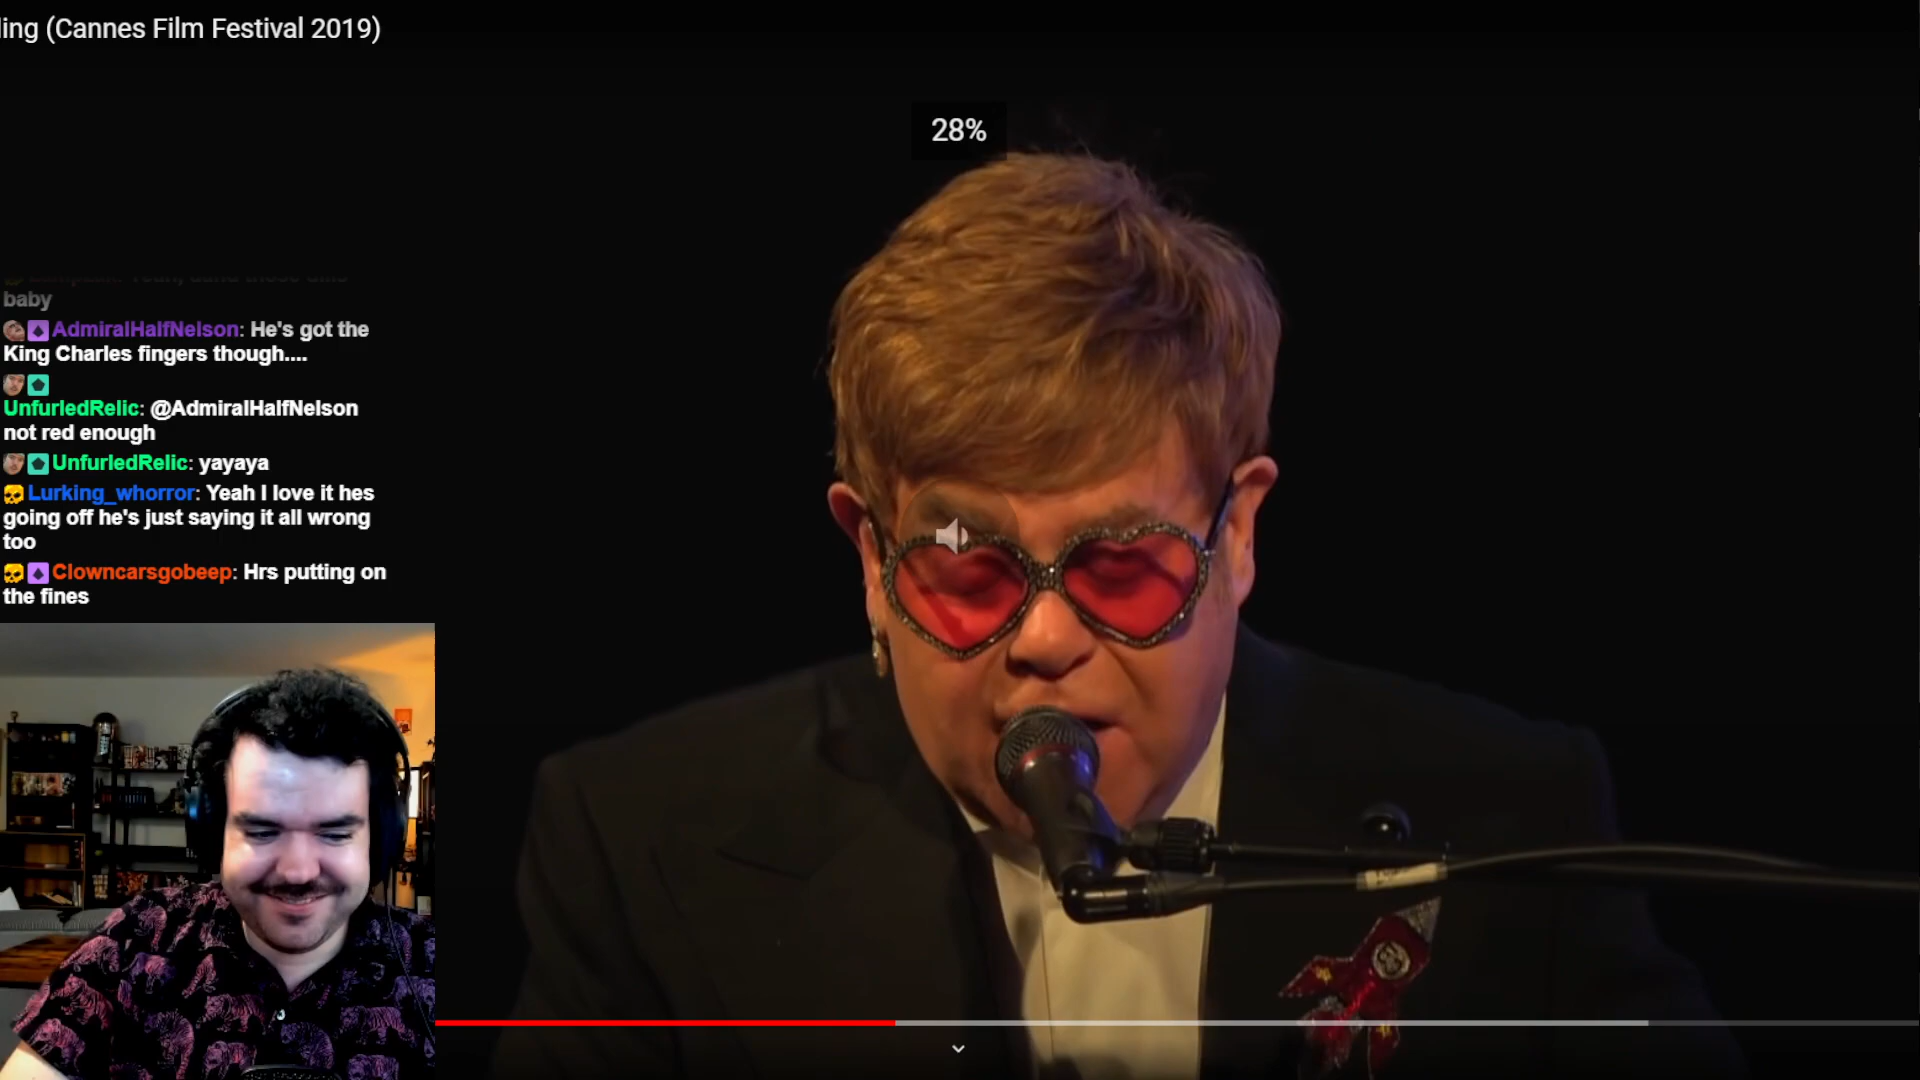 ling (Cannes Film Festival 2019)
28%
baby
AdmiralHalfNelson: He's got the
King Charles fingers though....
UnfurledRelic: @AdmiralHalfNelson
not red enough
UnfurledRelic: yayaya
Lurking_whorror: Yeah I love it hes
going off he's just saying it all wrong
too
Clowncarsgobeep: Hrs putting on
the fines